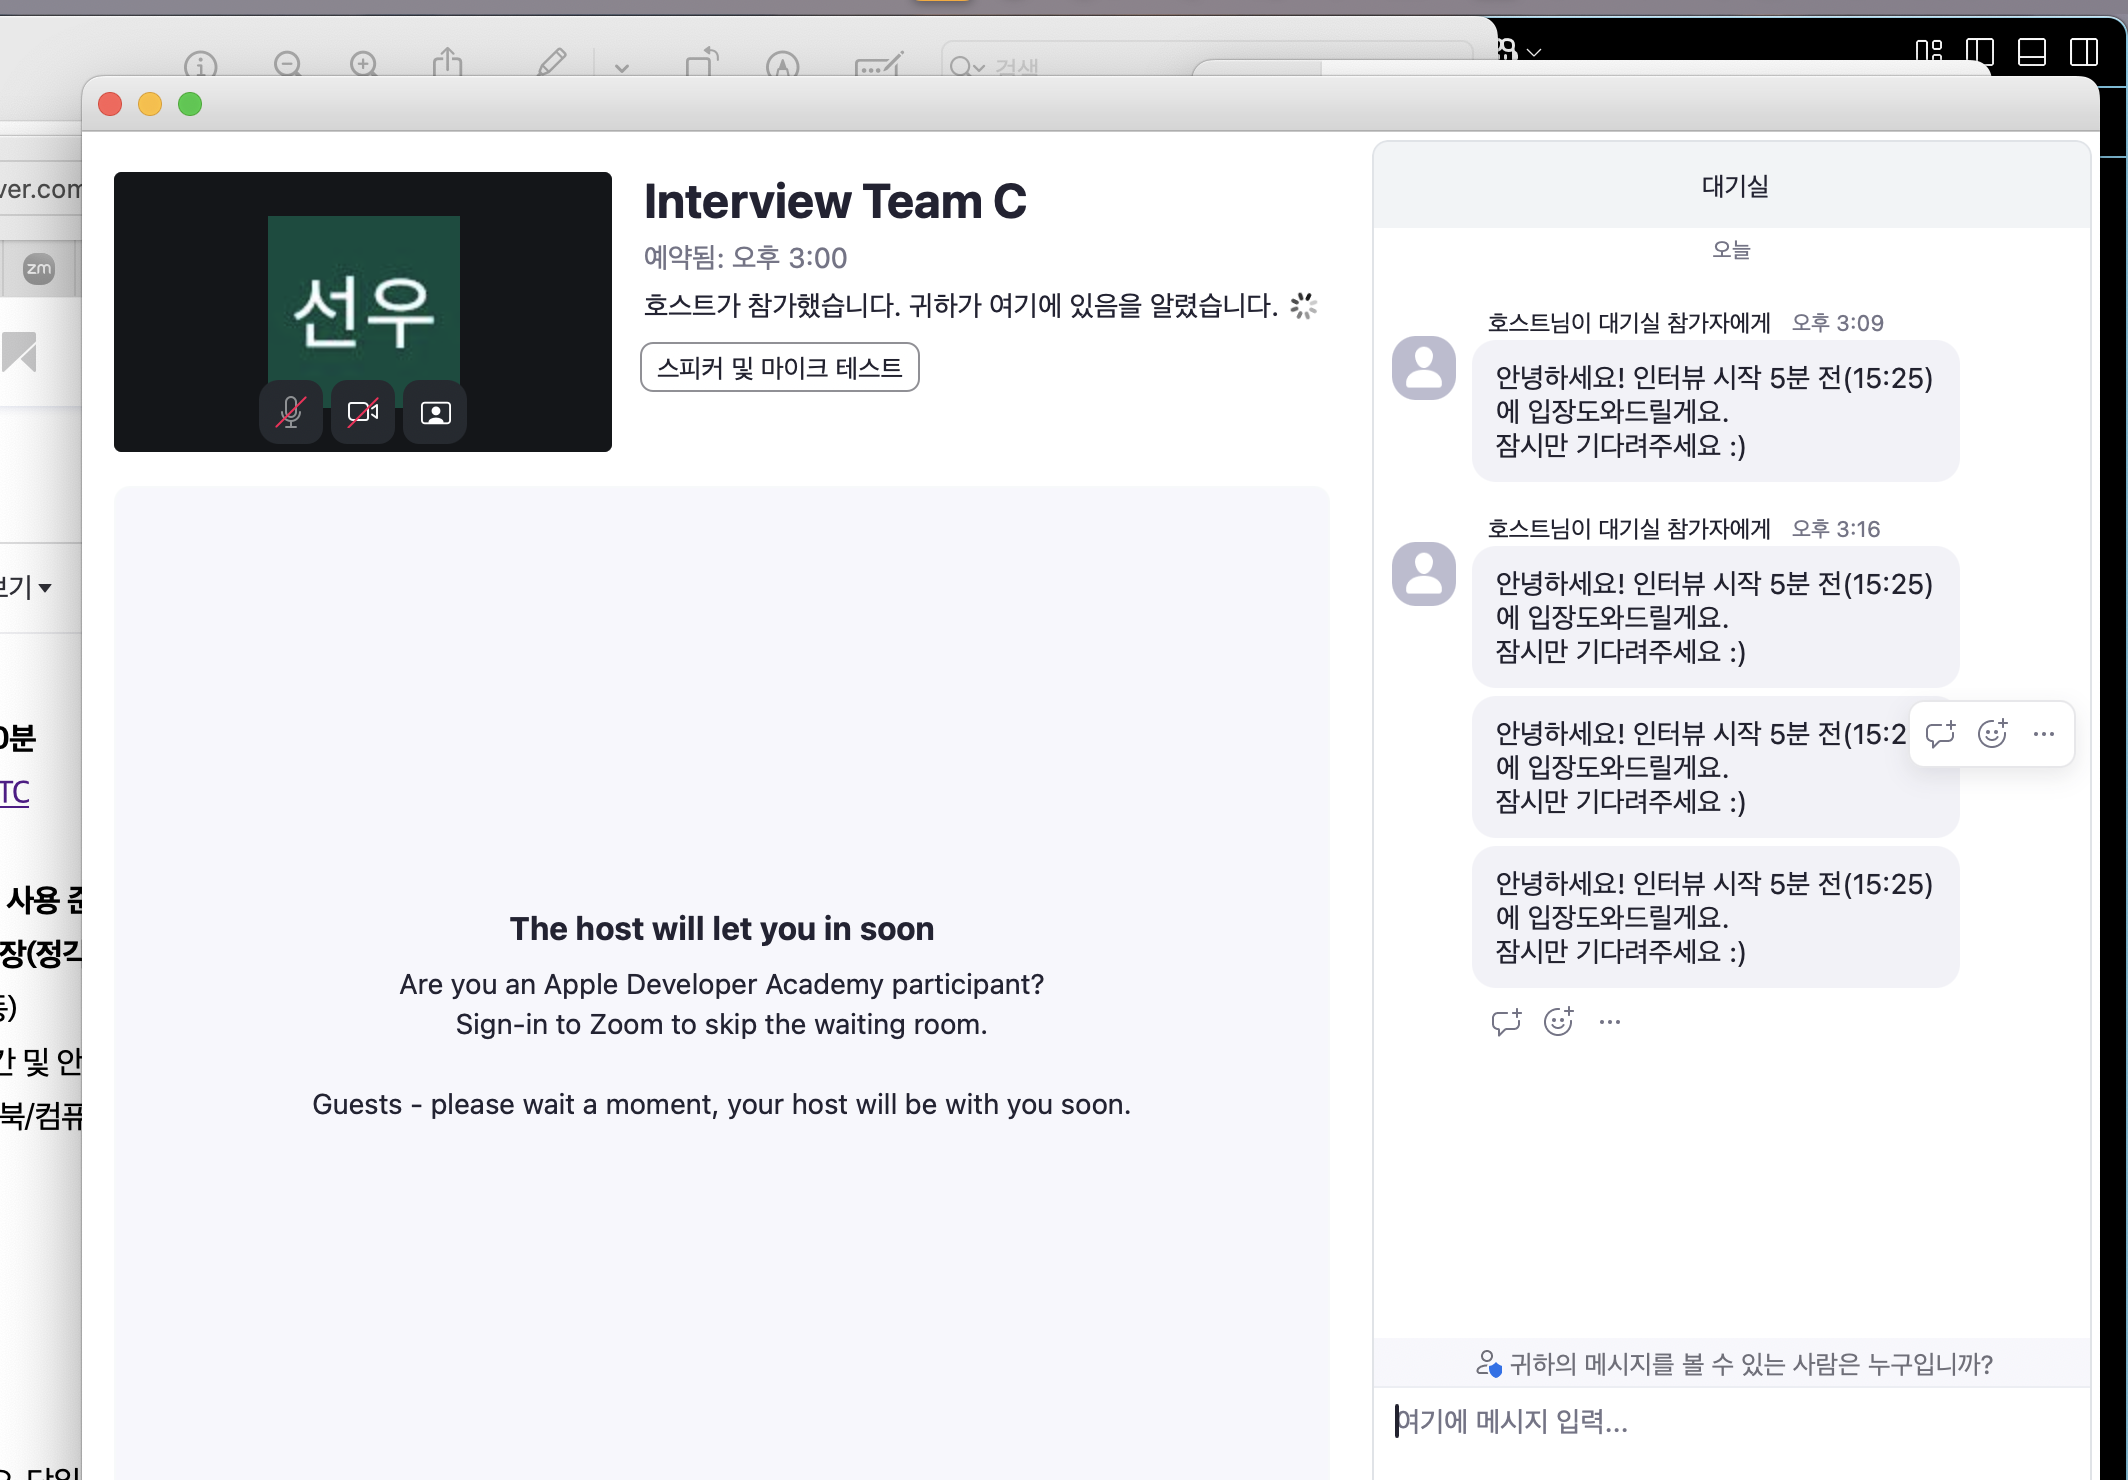 검색
zm
Interview Team C
선우
예약됨: 오후 3:00
호스트가 참가했습니다. 귀하가 여기에 있음을 알렸습니다.
스피커 및 마이크 테스트
The host will let you in soon
Are you an Apple Developer Academy participant?
Sign-in to Zoom to skip the waiting room.
Guests - please wait a moment, your host will be with you soon.
대기실
오늘
호스트님이 대기실 참가자에게 오후 3:09
안녕하세요! 인터뷰 시작 5분 전(15:25)
에 입장도와드릴게요.
잠시만 기다려주세요 :)
호스트님이 대기실 참가자에게 오후 3:16
안녕하세요! 인터뷰 시작 5분 전(15:25)
에 입장도와드릴게요.
잠시만 기다려주세요 :)
안녕하세요! 인터뷰 시작 5분 전(15:2
에 입장도와드릴게요.
잠시만 기다려주세요 :)
안녕하세요! 인터뷰 시작 5분 전(15:25)
에 입장도와드릴게요.
잠시만 기다려주세요 :)
귀하의 메시지를 볼 수 있는 사람은 누구입니까?
여기에 메시지 입력...
ver.com
보기
0분
TC
사용 준
장(정각
등)
간 및 안
북/컴퓨